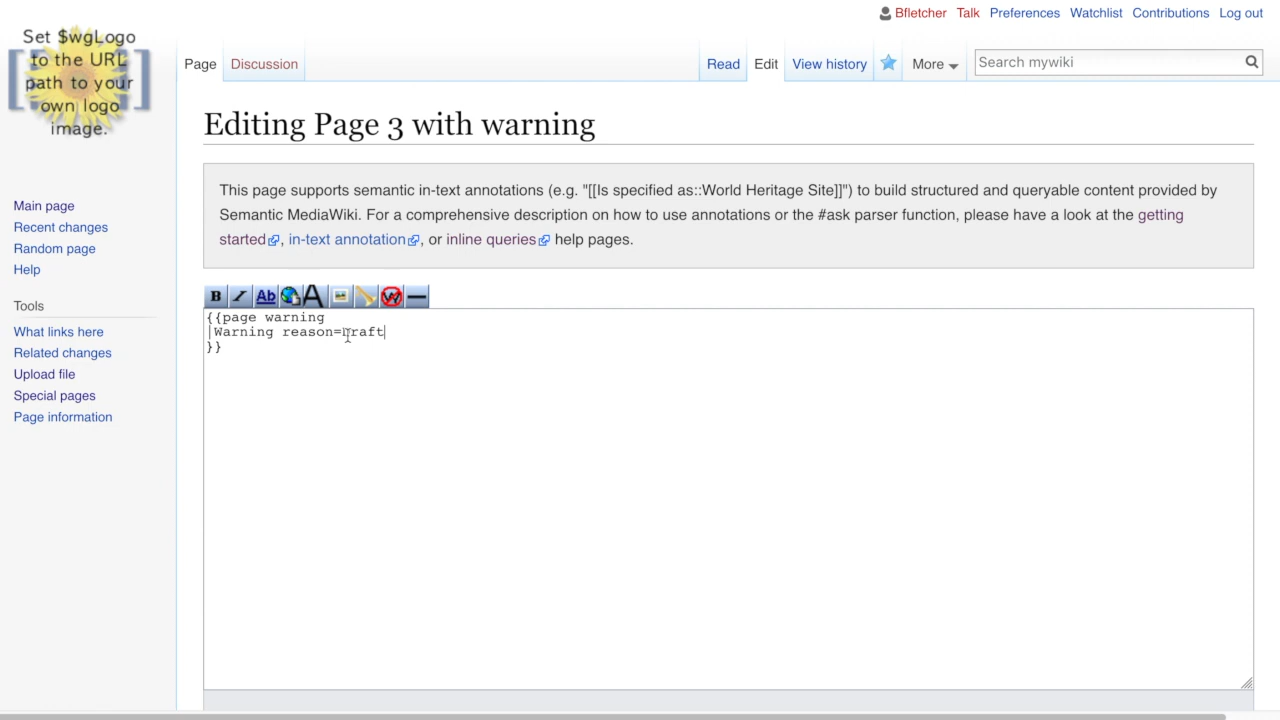 Bfletcher Talk Preferences Watchlist Contributions Log out
Set $wgLogo
to the URL
path to your
own logo
image.
Page Discussion Read Edit View history More Search mywiki
Editing Page 3 with warning
This page supports semantic in-text annotations (e.g. "[[Is specified as::World Heritage Site]]") to build structured and queryable content provided by
Semantic MediaWiki. For a comprehensive description on how to use annotations or the #ask parser function, please have a look at the getting
started, in-text annotation, or inline queries help pages.
Main page
Recent changes
Random page
Help
Tools
What links here
Related changes
Upload file
Special pages
Page information
B I Ab A W
{{page warning
|Warning reason=Draft
}}